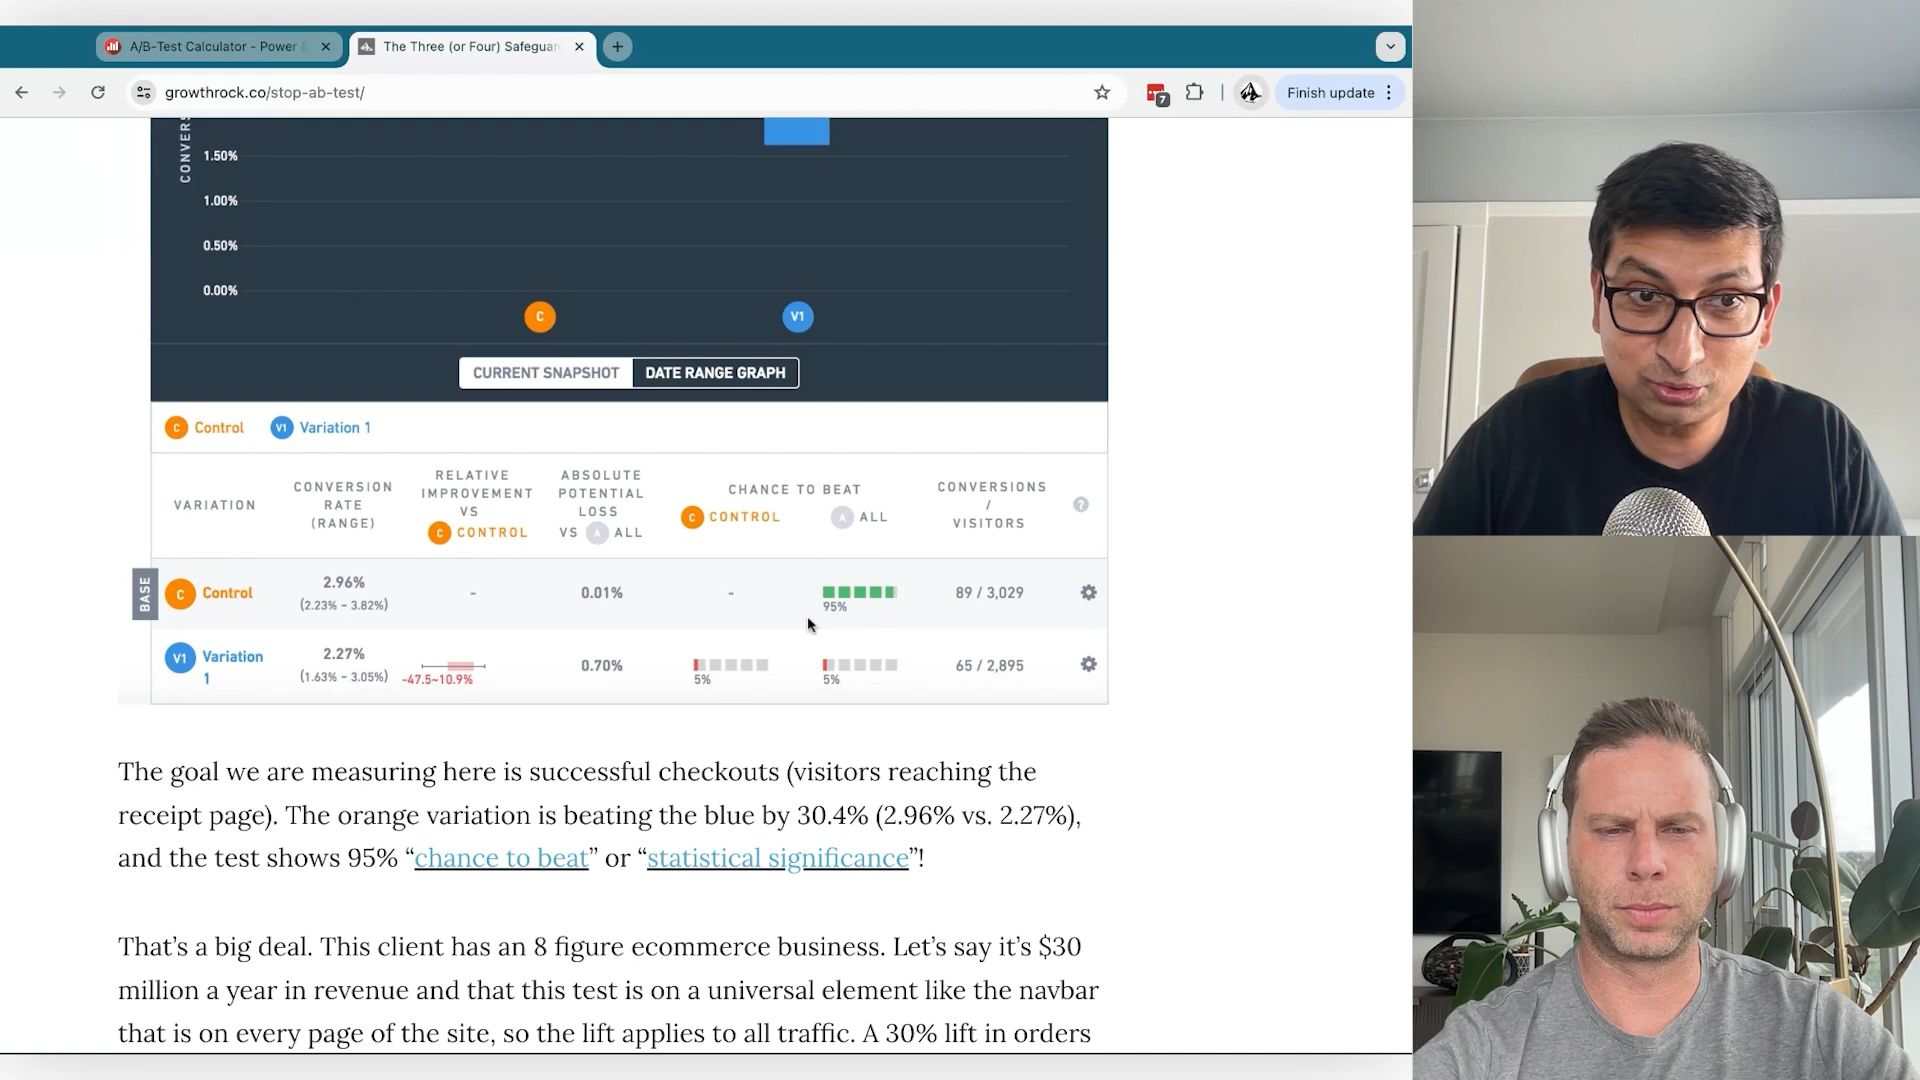 A/B-Test Calculator - Power &
The Three (or Four) Safeguar
growthrock.co/stop-ab-test/
7
Finish update
CONVERS
1.50%
1.00%
0.50%
0.00%
C
V1
CURRENT SNAPSHOT
DATE RANGE GRAPH
C Control
V1 Variation 1
VARIATION
CONVERSION
RATE
(RANGE)
RELATIVE
IMPROVEMENT
VS
C CONTROL
ABSOLUTE
POTENTIAL
LOSS
VS A ALL
CHANCE TO BEAT
C CONTROL
A ALL
CONVERSIONS
/
VISITORS
?
BASE
C Control
2.96%
(2.23% - 3.82%)
-
0.01%
-
95%
89 / 3,029
V1 Variation
1
2.27%
(1.63% - 3.05%)
-47.5~10.9%
0.70%
5%
5%
65 / 2,895
The goal we are measuring here is successful checkouts (visitors reaching the
receipt page). The orange variation is beating the blue by 30.4% (2.96% vs. 2.27%),
and the test shows 95% “chance to beat” or “statistical significance”!
That’s a big deal. This client has an 8 figure ecommerce business. Let’s say it’s $30
million a year in revenue and that this test is on a universal element like the navbar
that is on every page of the site, so the lift applies to all traffic. A 30% lift in orders